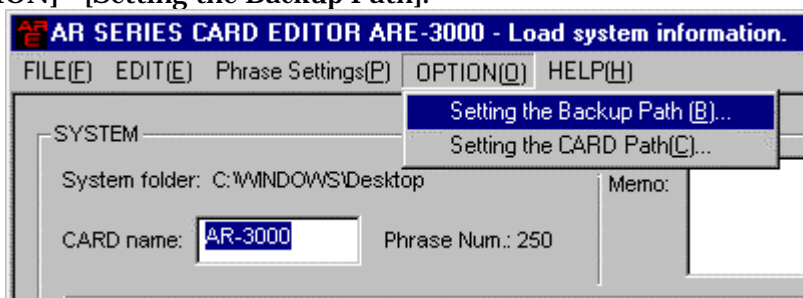 ION] - [Setting the Backup Path].
AR SERIES CARD EDITOR ARE-3000 - Load system information.
FILE(F) EDIT(E) Phrase Settings(P) OPTION(O) HELP(H)
Setting the Backup Path (B)...
Setting the CARD Path(C)...
SYSTEM
System folder: C:\WINDOWS\Desktop
Memo:
CARD name: AR-3000 Phrase Num.: 250